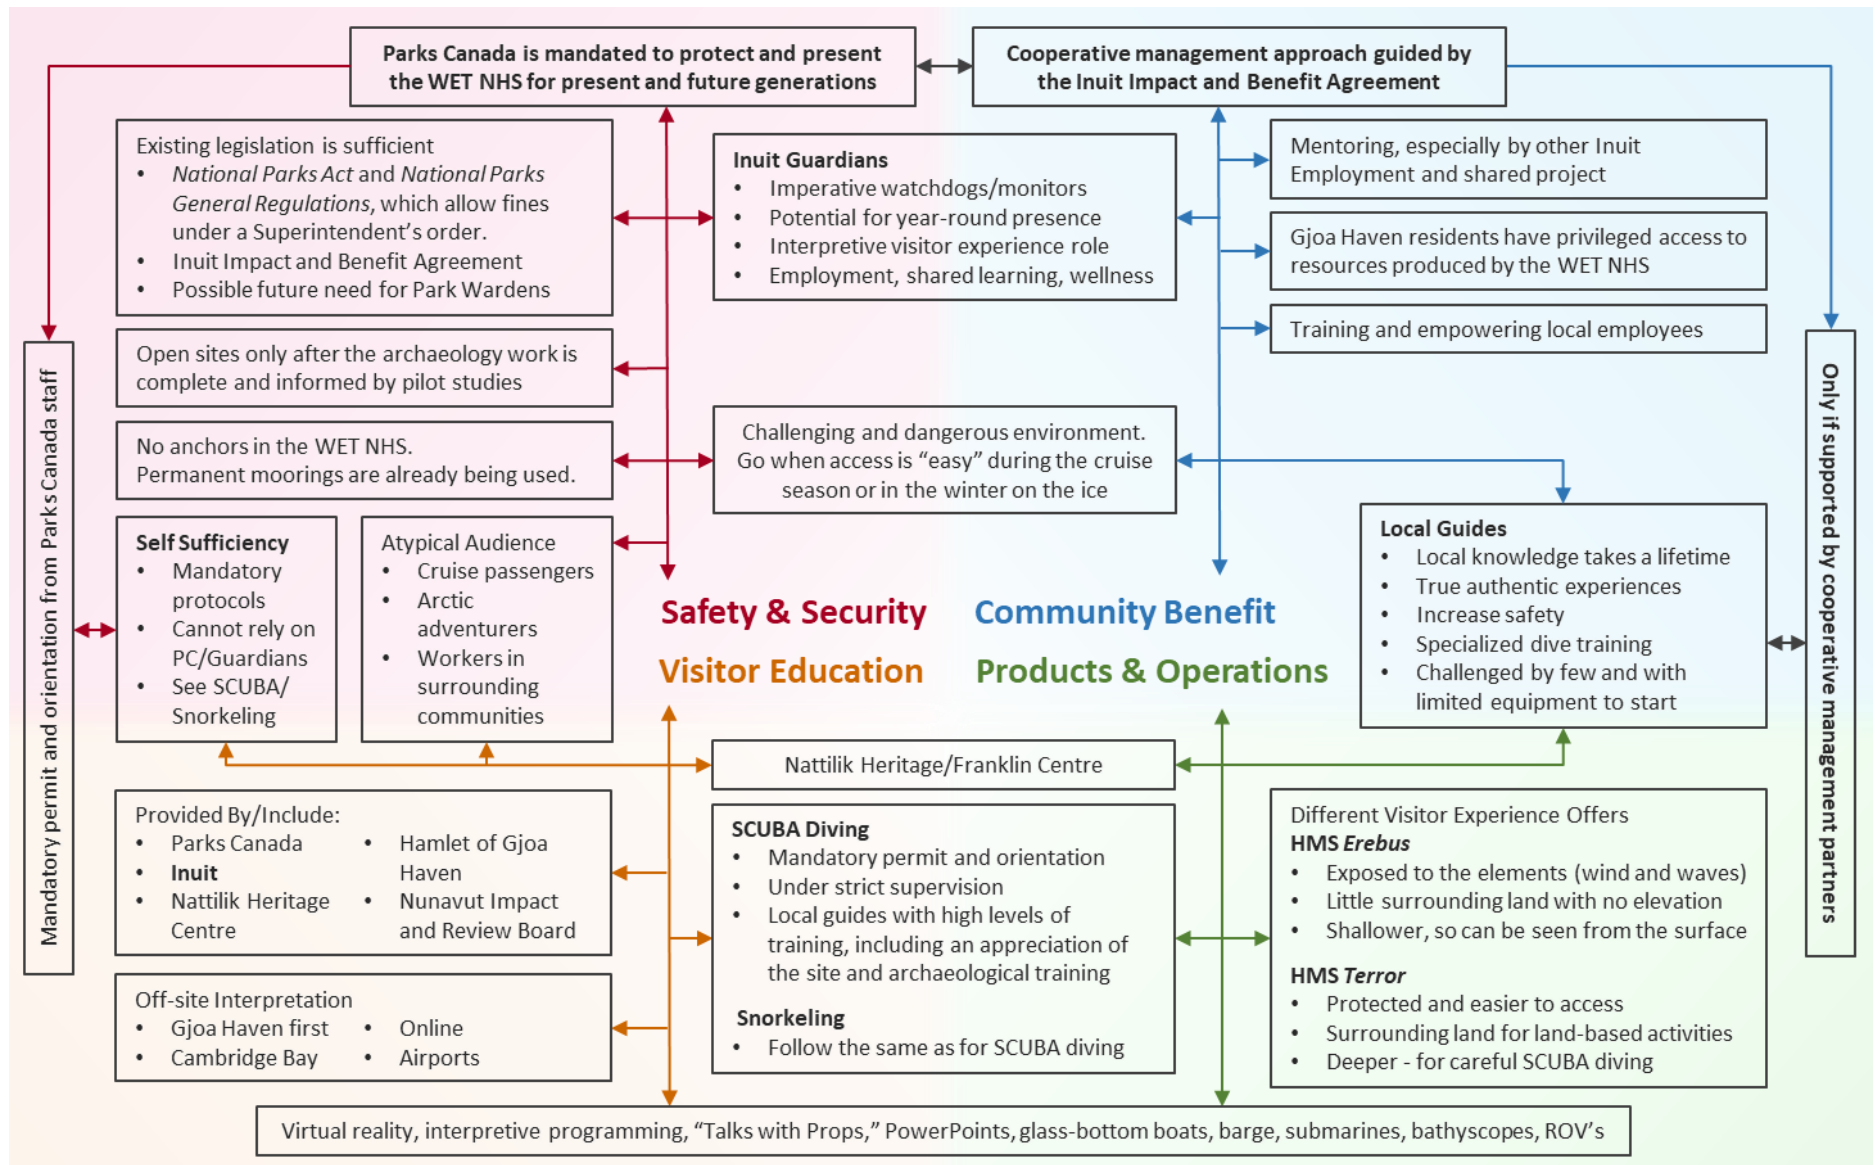 Parks Canada is mandated to protect and present
the WET NHS for present and future generations
Cooperative management approach guided by
the Inuit Impact and Benefit Agreement
Existing legislation is sufficient
• National Parks Act and National Parks
General Regulations, which allow fines
under a Superintendent's order.
• Inuit Impact and Benefit Agreement
• Possible future need for Park Wardens
Inuit Guardians
• Imperative watchdogs/monitors
• Potential for year-round presence
• Interpretive visitor experience role
• Employment, shared learning, wellness
Mentoring, especially by other Inuit
Employment and shared project
Gjoa Haven residents have privileged access to
resources produced by the WET NHS
Training and empowering local employees
Mandatory permit and orientation from Parks Canada staff
Open sites only after the archaeology work is
complete and informed by pilot studies
No anchors in the WET NHS.
Permanent moorings are already being used.
Challenging and dangerous environment.
Go when access is “easy” during the cruise
season or in the winter on the ice
Only if supported by cooperative management partners
Self Sufficiency
• Mandatory
protocols
• Cannot rely on
PC/Guardians
• See SCUBA/
Snorkeling
Atypical Audience
• Cruise passengers
• Arctic
adventurers
• Workers in
surrounding
communities
Safety & Security
Community Benefit
Visitor Education
Products & Operations
Local Guides
• Local knowledge takes a lifetime
• True authentic experiences
• Increase safety
• Specialized dive training
• Challenged by few and with
limited equipment to start
Nattilik Heritage/Franklin Centre
Provided By/Include:
• Parks Canada
• Inuit
• Nattilik Heritage
Centre
• Hamlet of Gjoa
Haven
• Nunavut Impact
and Review Board
SCUBA Diving
• Mandatory permit and orientation
• Under strict supervision
• Local guides with high levels of
training, including an appreciation of
the site and archaeological training
Snorkeling
• Follow the same as for SCUBA diving
Different Visitor Experience Offers
HMS Erebus
• Exposed to the elements (wind and waves)
• Little surrounding land with no elevation
• Shallower, so can be seen from the surface
HMS Terror
• Protected and easier to access
• Surrounding land for land-based activities
• Deeper - for careful SCUBA diving
Off-site Interpretation
• Gjoa Haven first
• Cambridge Bay
• Online
• Airports
Virtual reality, interpretive programming, “Talks with Props,” PowerPoints, glass-bottom boats, barge, submarines, bathyscopes, ROV's